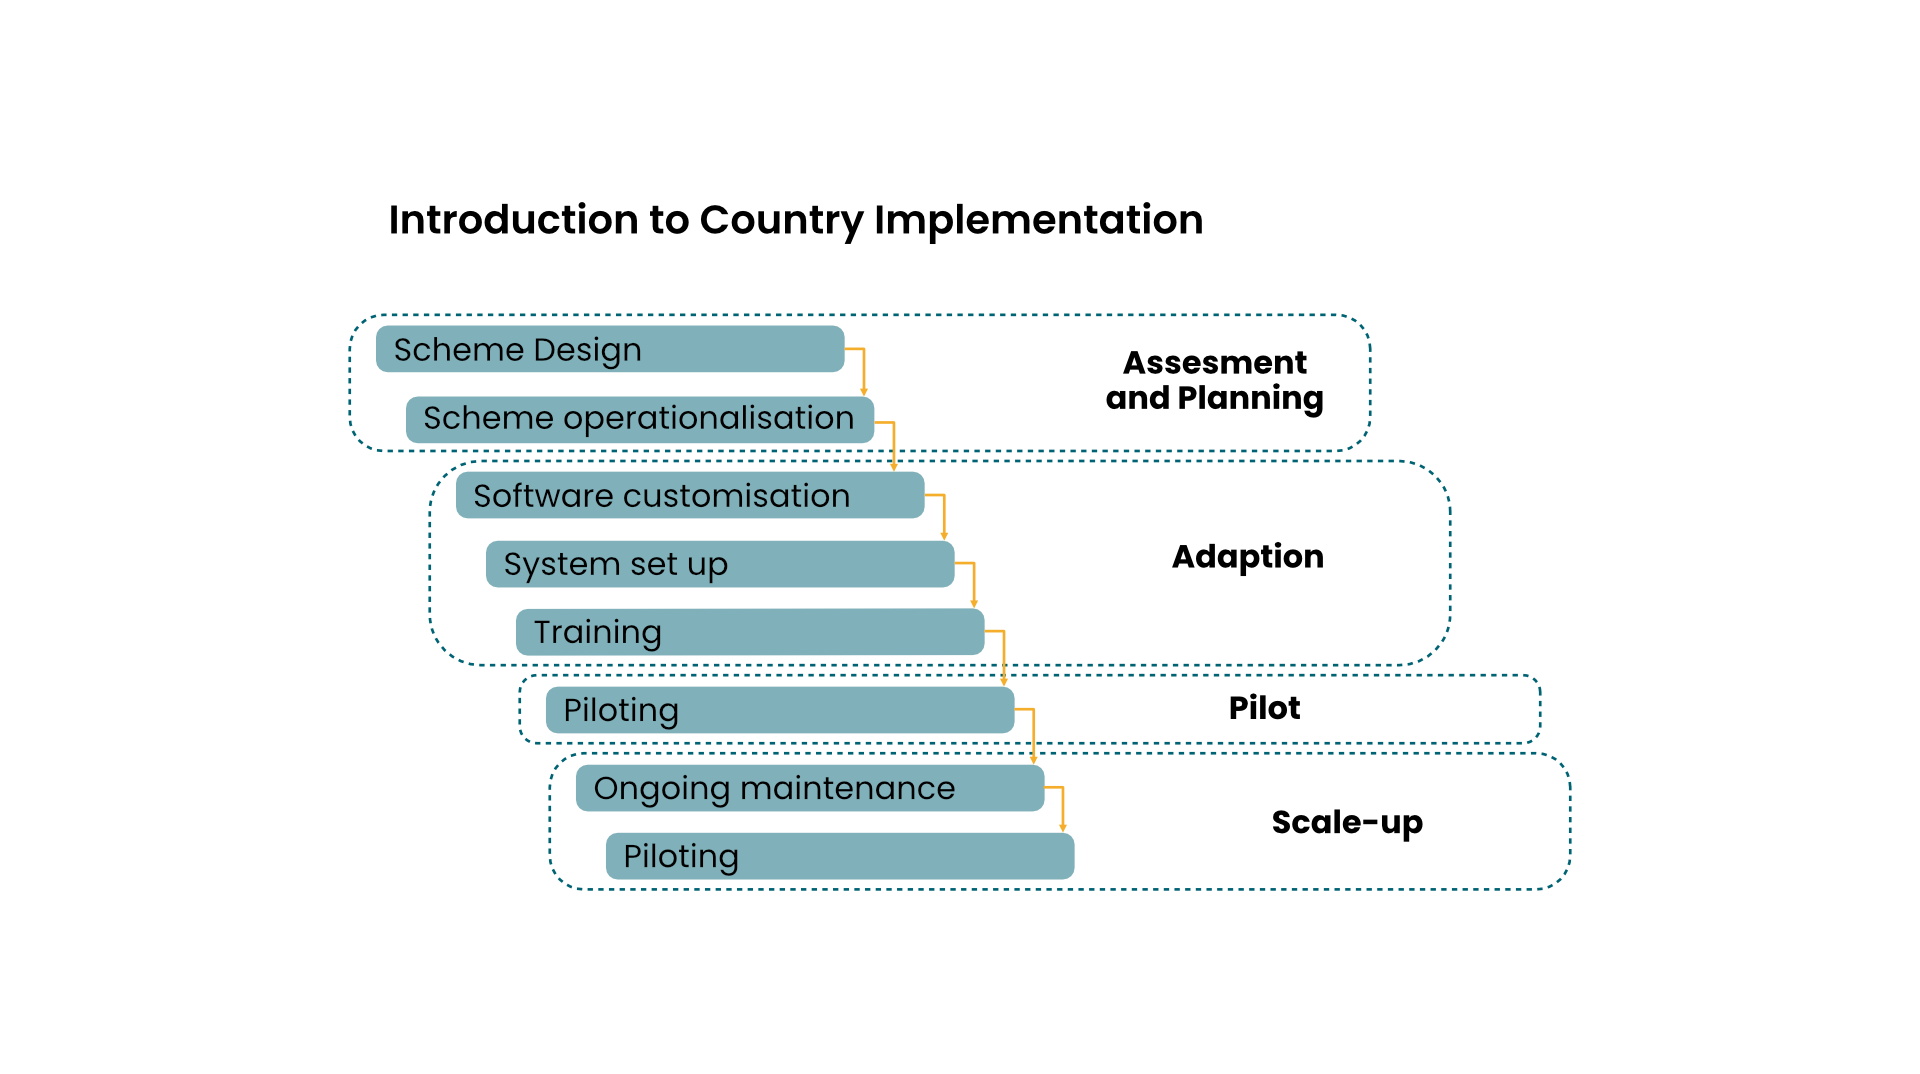 Introduction to Country Implementation
Scheme Design
Scheme operationalisation
Assesment
and Planning
Software customisation
System set up
Training
Adaption
Piloting
Pilot
Ongoing maintenance
Piloting
Scale-up